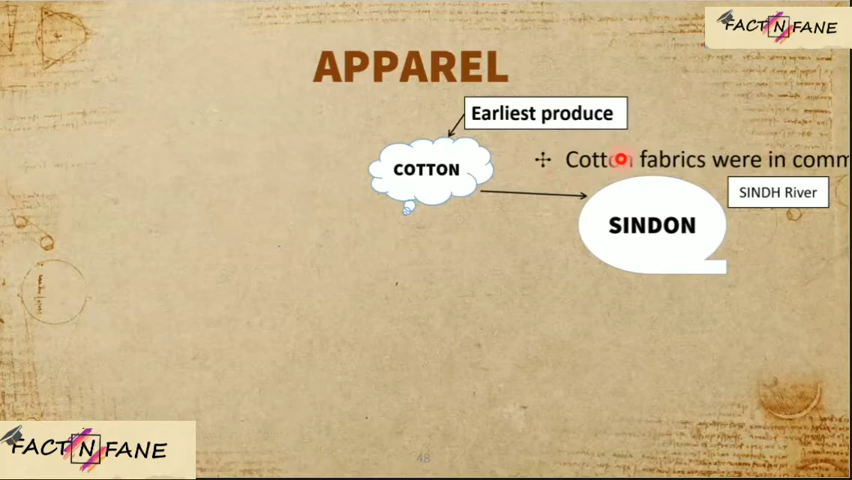 FACT N FANE
APPAREL
Earliest produce
COTTON
Cotton fabrics were in comm
SINDH River
SINDON
FACT N FANE
48